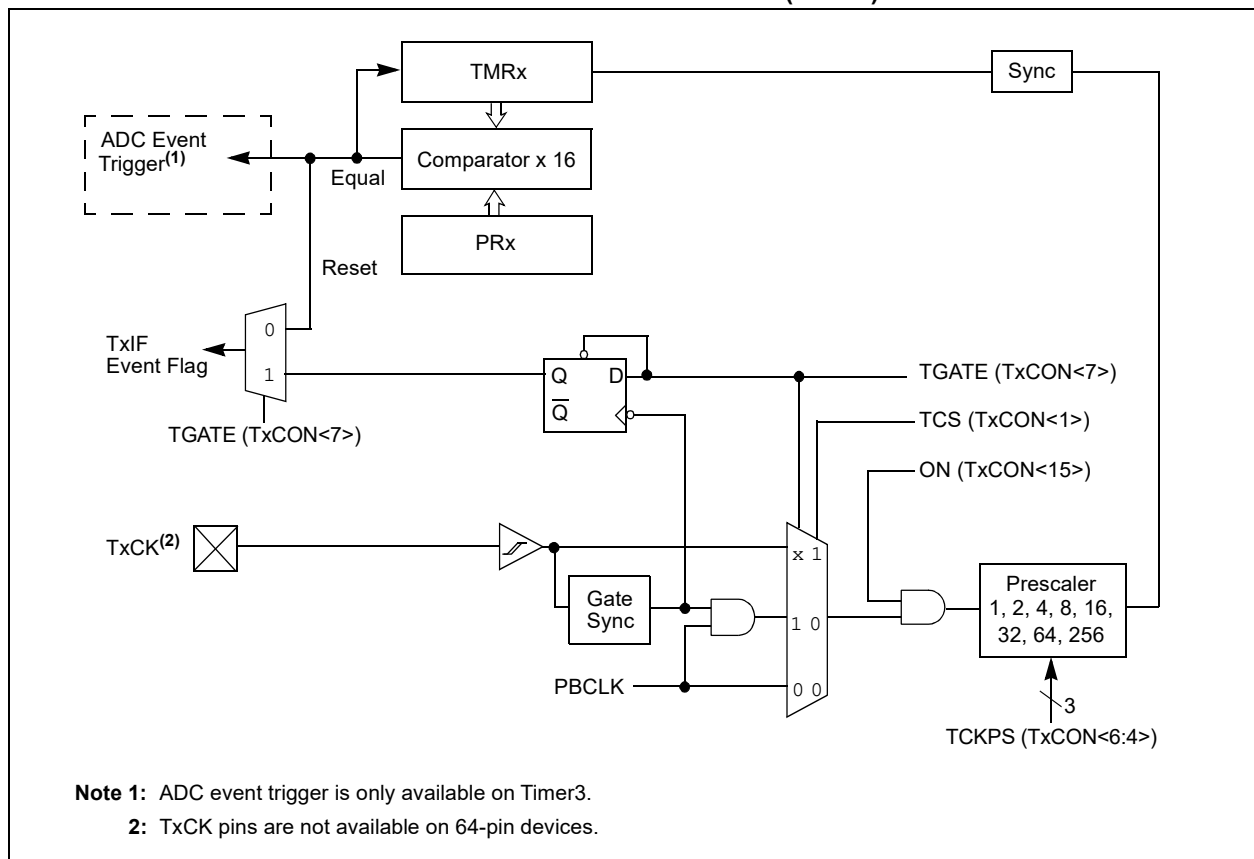 TMRx
Sync
ADC Event
Trigger(1)
Equal
Comparator x 16
PRx
Reset
0
TxIF
Event Flag
1
Q D
Q
TGATE (TxCON<7>)
TGATE (TxCON<7>)
TCS (TxCON<1>)
ON (TxCON<15>)
TxCK(2)
x 1
Gate
Sync
1 0
Prescaler
1, 2, 4, 8, 16,
32, 64, 256
PBCLK
0 0
3
TCKPS (TxCON<6:4>)
Note 1: ADC event trigger is only available on Timer3.
2: TxCK pins are not available on 64-pin devices.